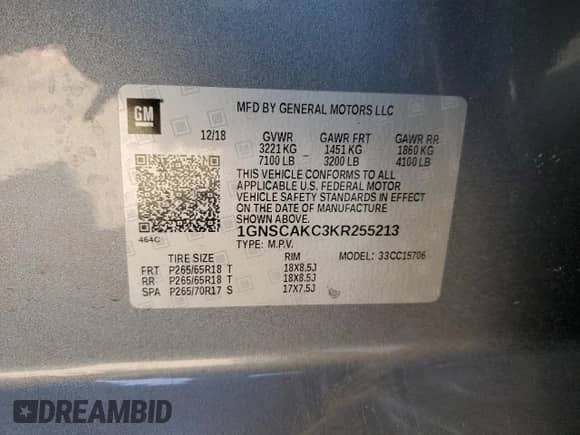 GM
MFD BY GENERAL MOTORS LLC
12/18 GVWR GAWR FRT GAWR RR
3221 KG 1451 KG 1860 KG
7100 LB 3200 LB 4100 LB
THIS VEHICLE CONFORMS TO ALL
APPLICABLE U.S. FEDERAL MOTOR
VEHICLE SAFETY STANDARDS IN EFFECT
ON THE DATE OF MANUFACTURE
SHOWN ABOVE.
464C
1GNSCAKC3KR255213
TYPE: M.P.V. MODEL: 33CC15706
TIRE SIZE RIM
FRT P265/65R18 T 18X8.5J
RR P265/65R18 T 18X8.5J
SPA P265/70R17 S 17X7.5J
DREAMBID